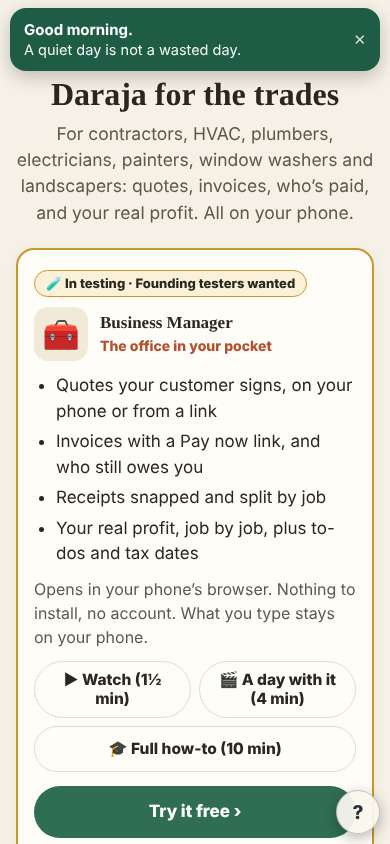 Good morning.
A quiet day is not a wasted day.
×
Daraja for the trades
For contractors, HVAC, plumbers,
electricians, painters, window washers and
landscapers: quotes, invoices, who’s paid,
and your real profit. All on your phone.
🧪 In testing · Founding testers wanted
Business Manager
The office in your pocket
• Quotes your customer signs, on your
phone or from a link
• Invoices with a Pay now link, and
who still owes you
• Receipts snapped and split by job
• Your real profit, job by job, plus to-
dos and tax dates
Opens in your phone’s browser. Nothing to
install, no account. What you type stays
on your phone.
▶ Watch (1½
min)
🎬 A day with it
(4 min)
🎓 Full how-to (10 min)
Try it free ›
?